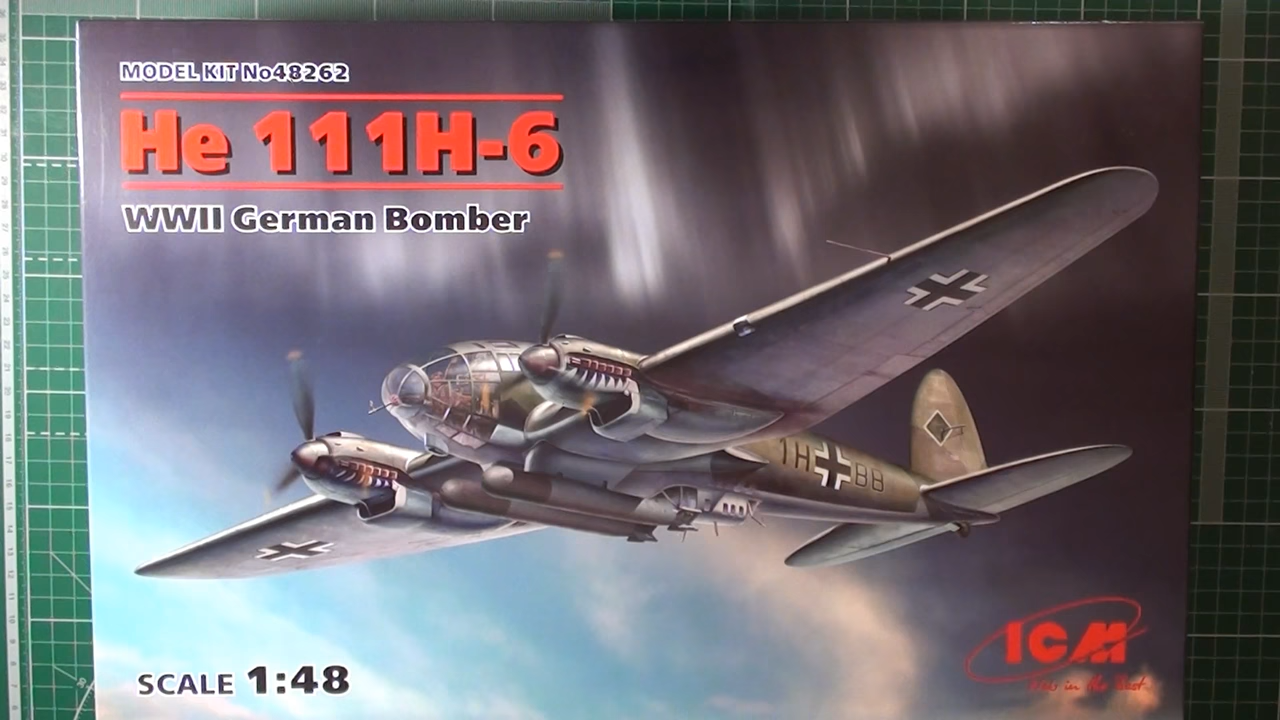 MODEL KIT No48262
He 111H-6
WWII German Bomber
1H BB
SCALE 1:48
ICM